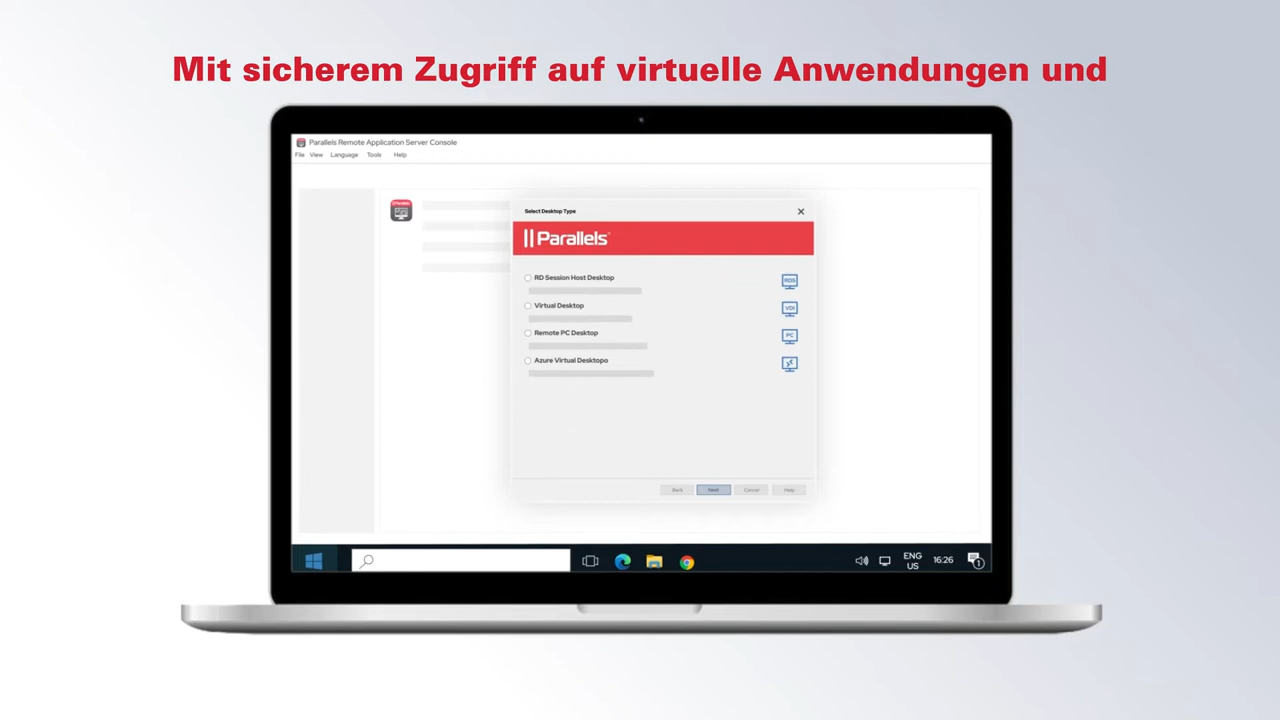 Mit sicherem Zugriff auf virtuelle Anwendungen und
Parallels Remote Application Server Console
File View Language Tools Help
Parallels
Select Desktop Type
Parallels
RD Session Host Desktop
RDS
Virtual Desktop
VDI
Remote PC Desktop
PC
Azure Virtual Desktopo
Back Next Cancel Help
ENG
US
16:26
1